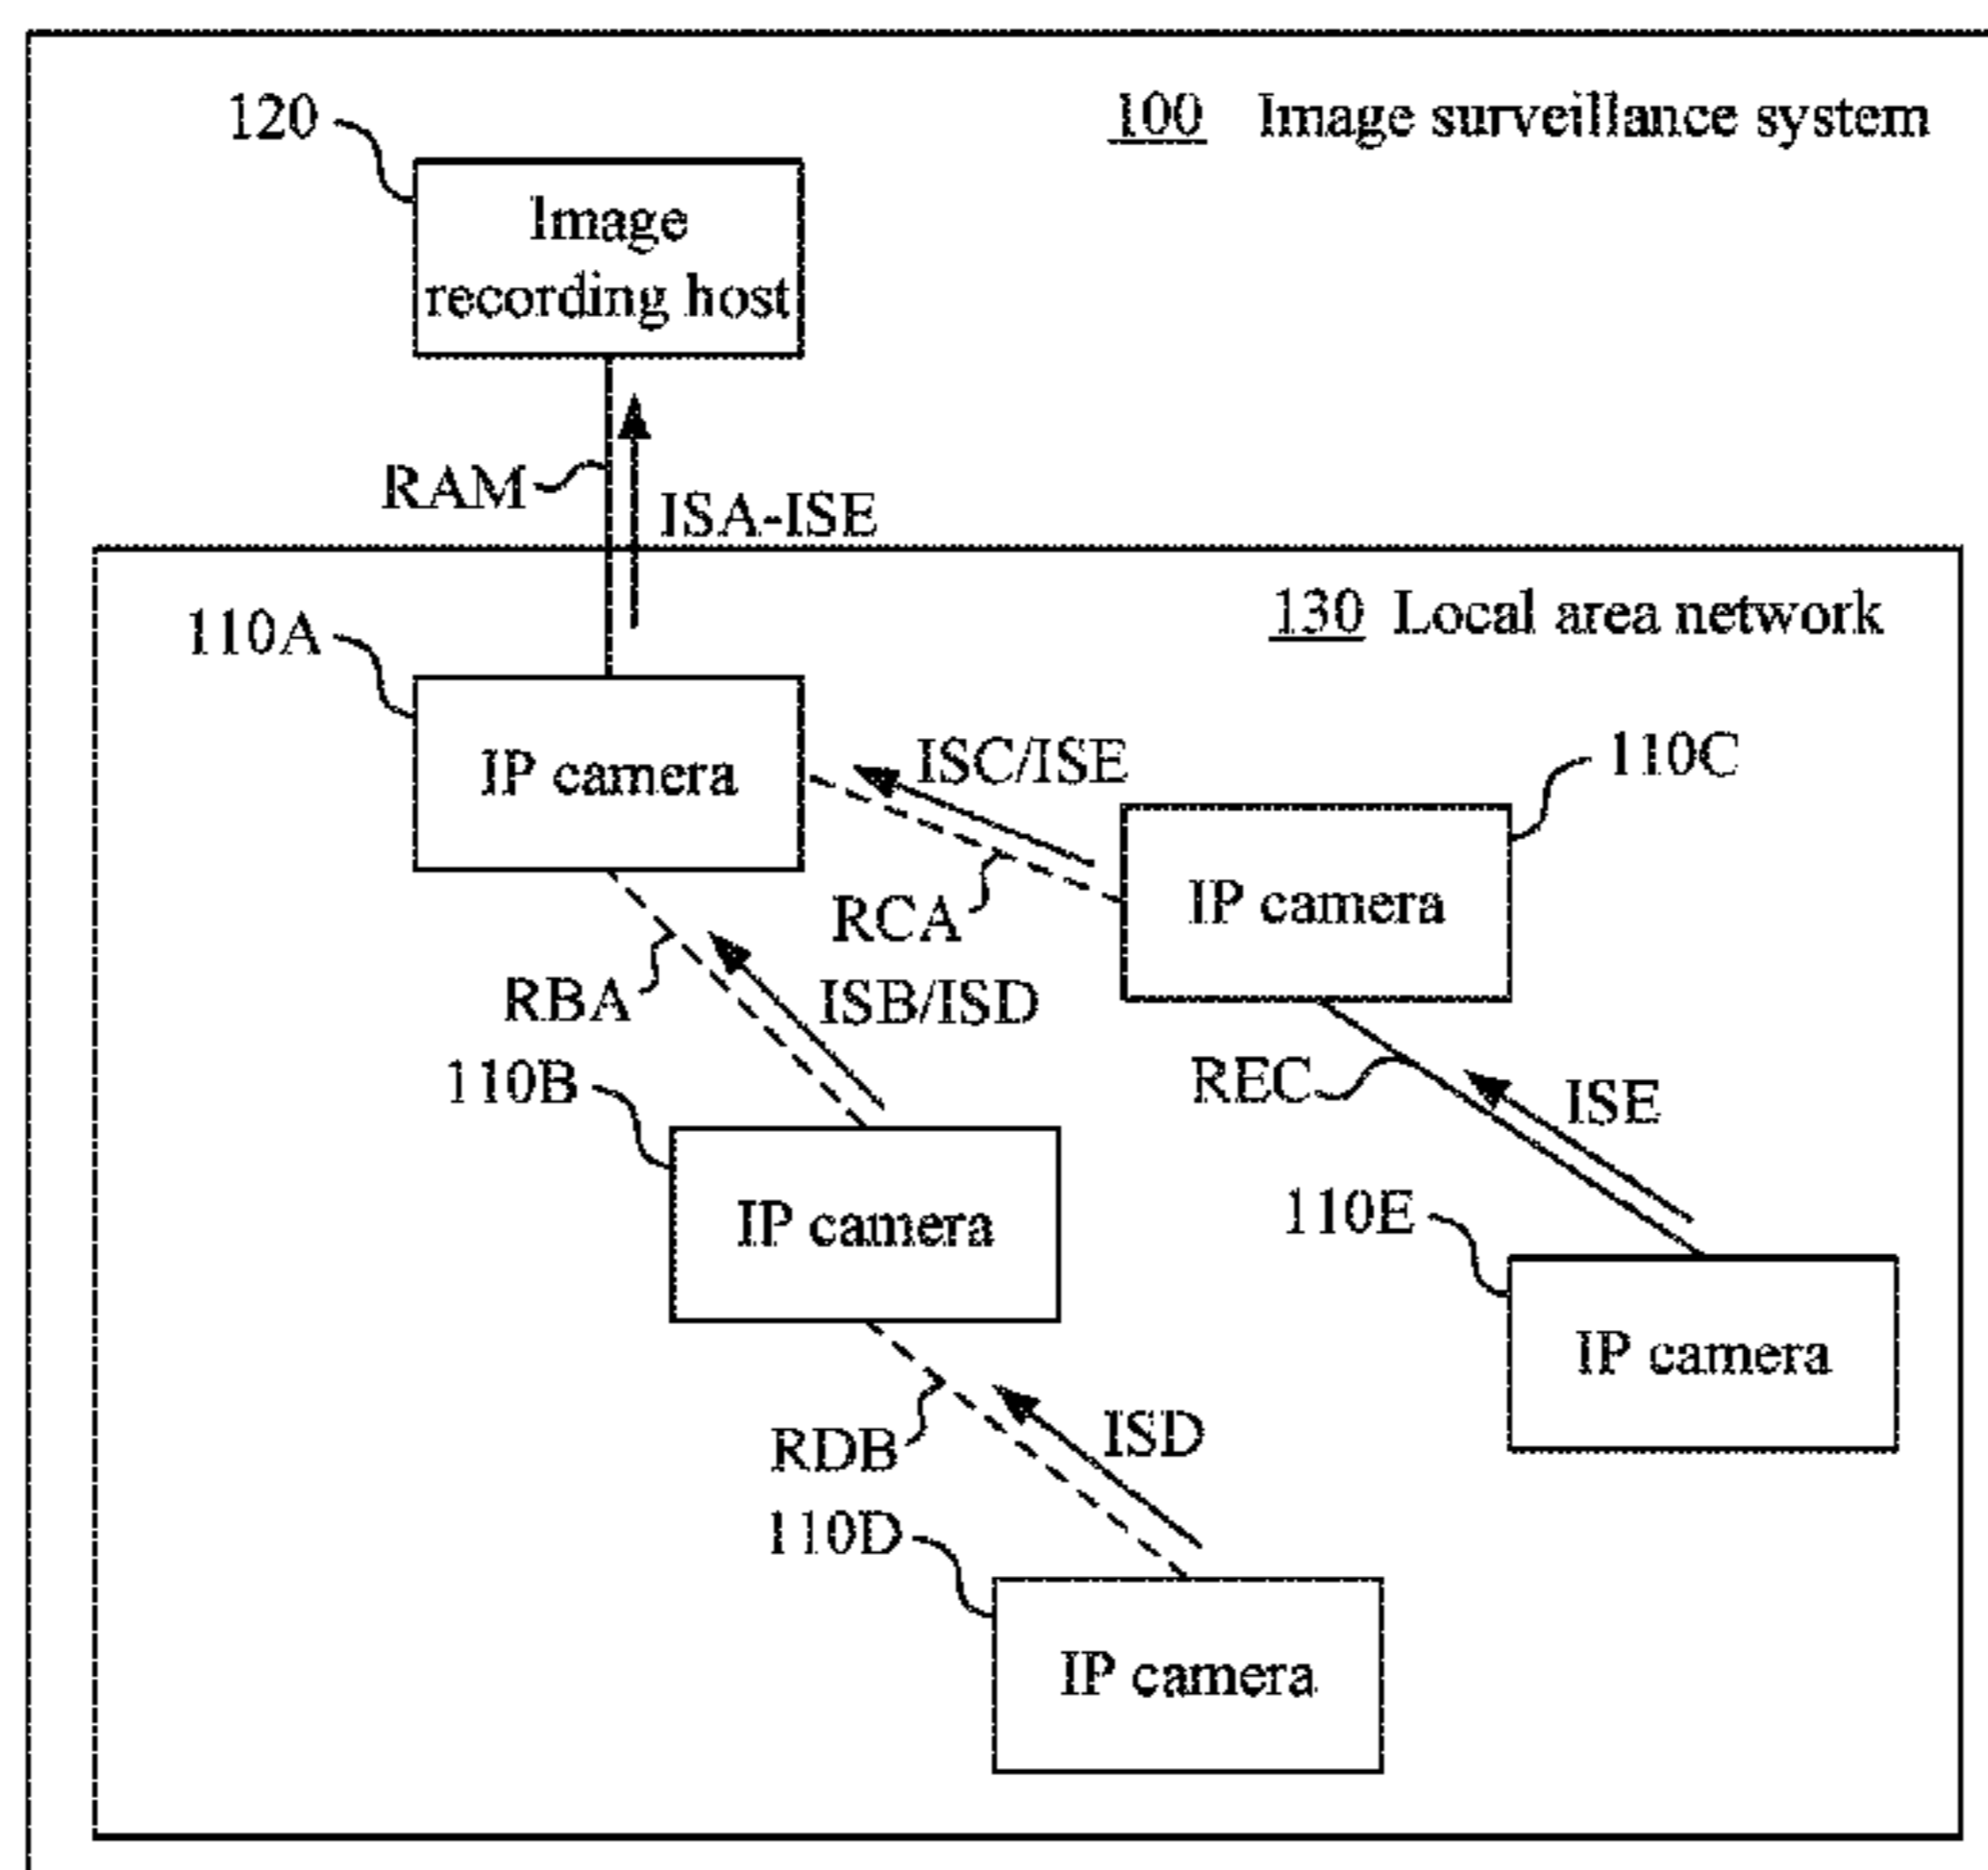 100 Image surveillance system
120
Image
recording host
RAM
ISA-ISE
130 Local area network
110A
IP camera
ISC/ISE
110C
IP camera
RCA
RBA
ISB/ISD
110B
REC
ISE
IP camera
110E
IP camera
RDB
ISD
110D
IP camera